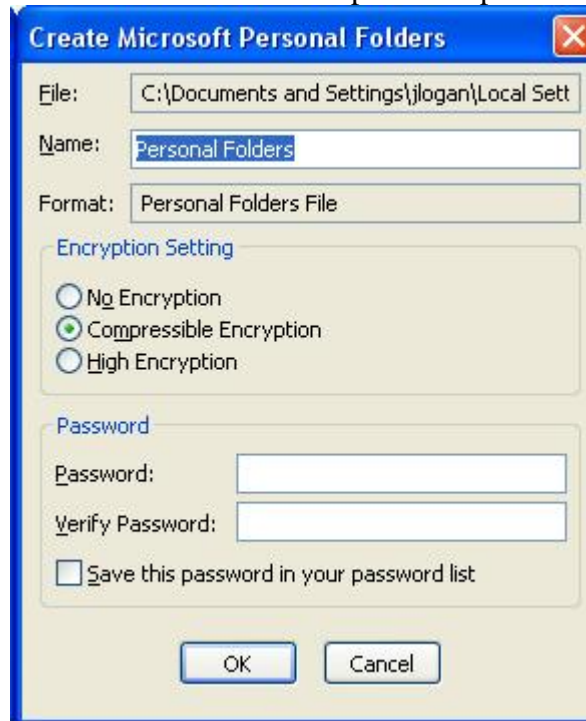 Create Microsoft Personal Folders
File: C:\Documents and Settings\jlogan\Local Sett
Name: Personal Folders
Format: Personal Folders File
Encryption Setting
No Encryption
Compressible Encryption
High Encryption
Password
Password:
Verify Password:
Save this password in your password list
OK Cancel